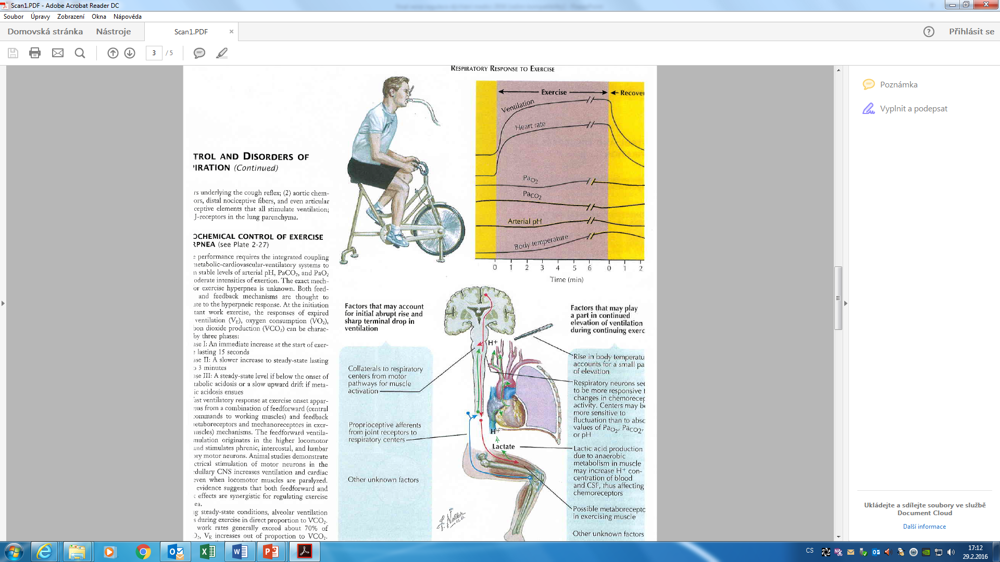 Scan1.PDF - Adobe Acrobat Reader DC
Soubor Úpravy Zobrazení Okna Nápověda
Domovská stránka Nástroje Scan1.PDF × Přihlásit se
3 / 5
RESPIRATORY RESPONSE TO EXERCISE
TROL AND DISORDERS OF
IRATION (Continued)
rs underlying the cough reflex; (2) aortic chem-
ors, distal nociceptive fibers, and even articular
ceptive elements that all stimulate ventilation;
J-receptors in the lung parenchyma.
OCHEMICAL CONTROL OF EXERCISE
RPNEA (see Plate 2-27)
e performance requires the integrated coupling
metabolic-cardiovascular-ventilatory systems to
n stable levels of arterial pH, PaCO₂, and PaO₂
oderate intensities of exertion. The exact mech-
or exercise hyperpnea is unknown. Both feed-
and feedback mechanisms are thought to
ute to the hyperpneic response. At the initiation
tant work exercise, the responses of expired
ventilation (VE), oxygen consumption (VO₂),
bon dioxide production (VCO₂) can be charac-
by three phases:
ase I: An immediate increase at the start of exer-
e lasting 15 seconds
ase II: A slower increase to steady-state lasting
o 3 minutes
ase III: A steady-state level if below the onset of
tabolic acidosis or a slow upward drift if meta-
ic acidosis ensues
fast ventilatory response at exercise onset appar-
ems from a combination of feedforward (central
commands to working muscles) and feedback
etaboreceptors and mechanoreceptors in exer-
muscles) mechanisms. The feedforward ventila-
mulation originates in the higher locomotor
and stimulates phrenic, intercostal, and lumbar
ory motor neurons. Animal studies demonstrate
ectrical stimulation of motor neurons in the
edullary CNS increases ventilation and cardiac
even when locomotor muscles are paralyzed.
evidence suggests that both feedforward and
k effects are synergistic for regulating exercise
ea.
g steady-state conditions, alveolar ventilation
s during exercise in direct proportion to VCO₂.
work rates generally exceed about 70% of
O₂, VE increases out of proportion to VCO₂.
Exercise Recover
Ventilation
Heart rate
PaO₂
PaCO₂
Arterial pH
Body temperature
0 1 2 3 4 5 6 0 1 2
Time (min)
Factors that may account
for initial abrupt rise and
sharp terminal drop in
ventilation
Collaterals to respiratory
centers from motor
pathways for muscle
activation
Proprioceptive afferents
from joint receptors to
respiratory centers
Other unknown factors
H+
H+
Lactate
F. Netter
Factors that may play
a part in continued
elevation of ventilation
during continuing exerc
Rise in body temperatu
accounts for a small pa
of elevation
Respiratory neurons see
to be more responsive t
changes in chemorecep
activity. Centers may be
more sensitive to
fluctuation than to abso
values of PaO₂, PaCO₂,
or pH
Lactic acid production
due to anaerobic
metabolism in muscle
may increase H+ con-
centration of blood
and CSF, thus affecting
chemoreceptors
Possible metarecepto
in exercising muscle
Other unknown factors
Poznámka
Vyplnit a podepsat
Ukládejte a sdílejte soubory ve službě
Document Cloud
Další informace
CS
17:12
29.2.2016